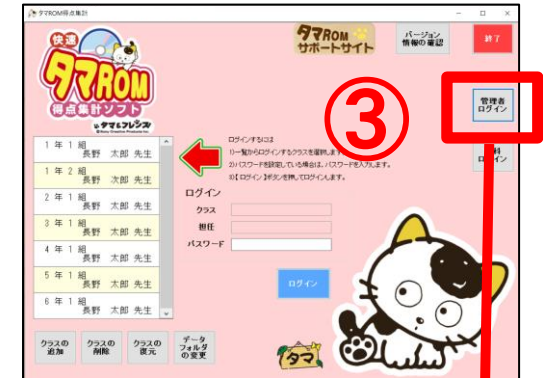 タマROM得点集計
快速
タマROM
得点集計ソフト
タマ&フレンズ
タマROM
サポートサイト
バージョン
情報の確認
終了
③
管理者
ログイン
ログインするには
1)一覧からログインするクラスを選択します。
2)パスワードを設定している場合は、パスワードを入力します。
3)【ログイン】ボタンを押してログインします。
1 年 1 組
長野 太郎 先生
1 年 2 組
長野 次郎 先生
2 年 1 組
長野 太郎 先生
3 年 1 組
長野 太郎 先生
4 年 1 組
長野 太郎 先生
5 年 1 組
長野 太郎 先生
6 年 1 組
長野 太郎 先生
ログイン
クラス
担任
パスワード
ログイン
クラスの
追加
クラスの
削除
クラスの
復元
データ
フォルダ
の変更
タマ